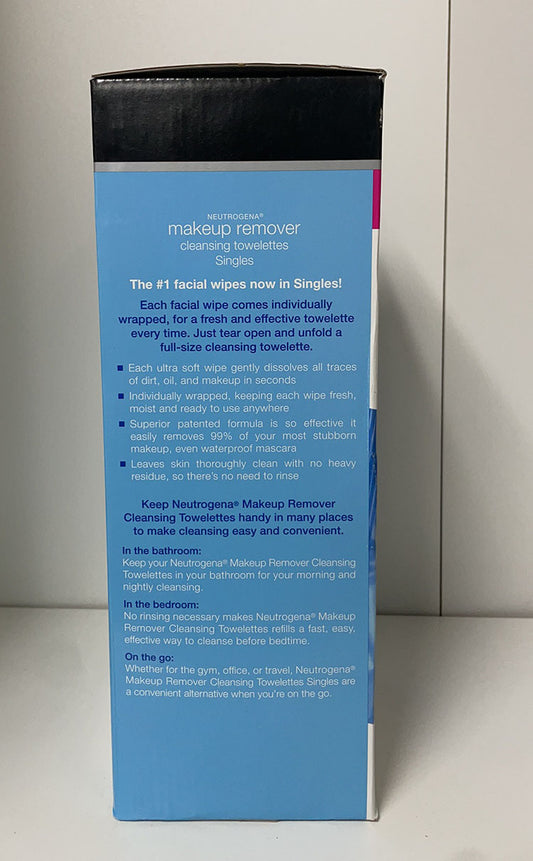 NEUTROGENA®
makeup remover
cleansing towelettes
Singles
The #1 facial wipes now in Singles!
Each facial wipe comes individually
wrapped, for a fresh and effective towelette
every time. Just tear open and unfold a
full-size cleansing towelette.
Each ultra soft wipe gently dissolves all traces
of dirt, oil, and makeup in seconds
Individually wrapped, keeping each wipe fresh,
moist and ready to use anywhere
Superior patented formula is so effective it
easily removes 99% of your most stubborn
makeup, even waterproof mascara
Leaves skin thoroughly clean with no heavy
residue, so there's no need to rinse
Keep Neutrogena® Makeup Remover
Cleansing Towelettes handy in many places
to make cleansing easy and convenient.
In the bathroom:
Keep your Neutrogena® Makeup Remover Cleansing
Towelettes in your bathroom for your morning and
nightly cleansing.
In the bedroom:
No rinsing necessary makes Neutrogena® Makeup
Remover Cleansing Towelettes refills a fast, easy,
effective way to cleanse before bedtime.
On the go:
Whether for the gym, office, or travel, Neutrogena®
Makeup Remover Cleansing Towelettes Singles are
a convenient alternative when you're on the go.